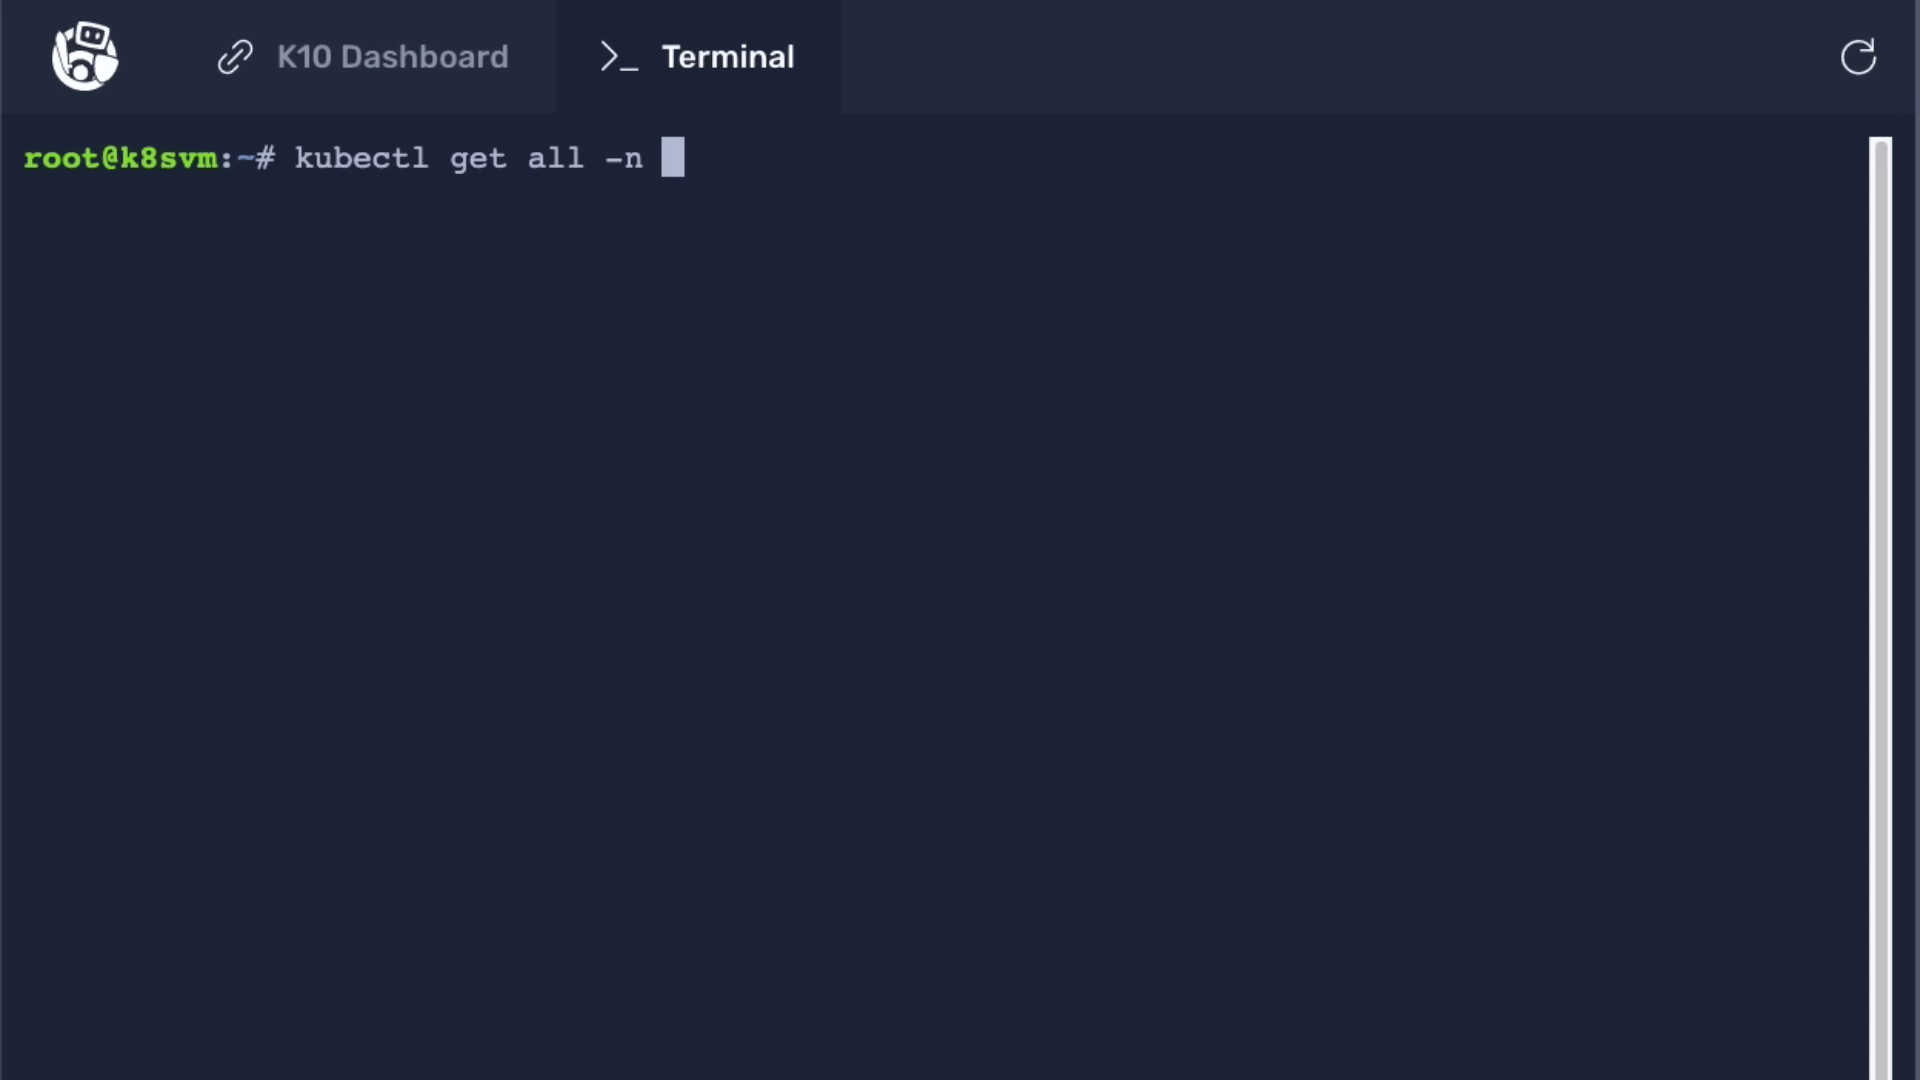 K10 Dashboard
>_ Terminal
root@k8svm:~# kubectl get all -n